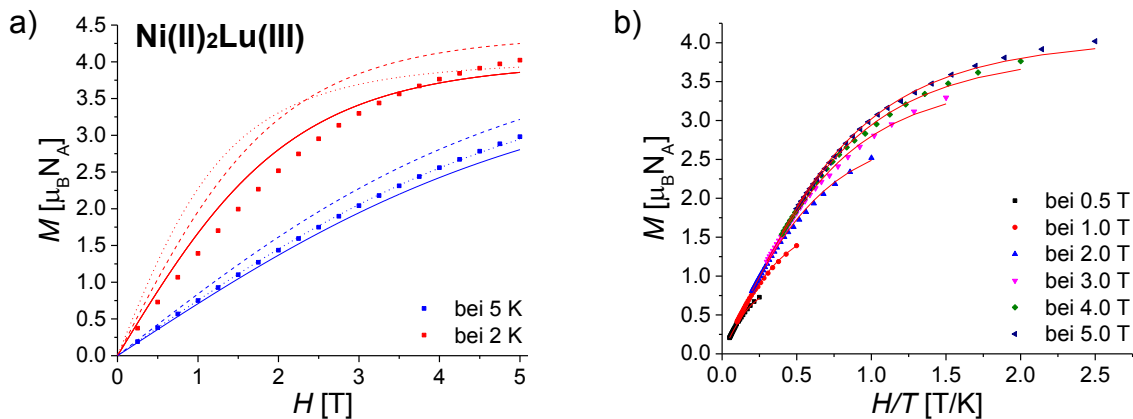 a)
Ni(II)₂Lu(III)
M [μ_B N_A]
4.5
4.0
3.5
3.0
2.5
2.0
1.5
1.0
0.5
0.0
0 1 2 3 4 5
H [T]
bei 5 K
bei 2 K
b)
M [μ_B N_A]
4.0
3.5
3.0
2.5
2.0
1.5
1.0
0.5
0.0
0.0 0.5 1.0 1.5 2.0 2.5
H/T [T/K]
bei 0.5 T
bei 1.0 T
bei 2.0 T
bei 3.0 T
bei 4.0 T
bei 5.0 T